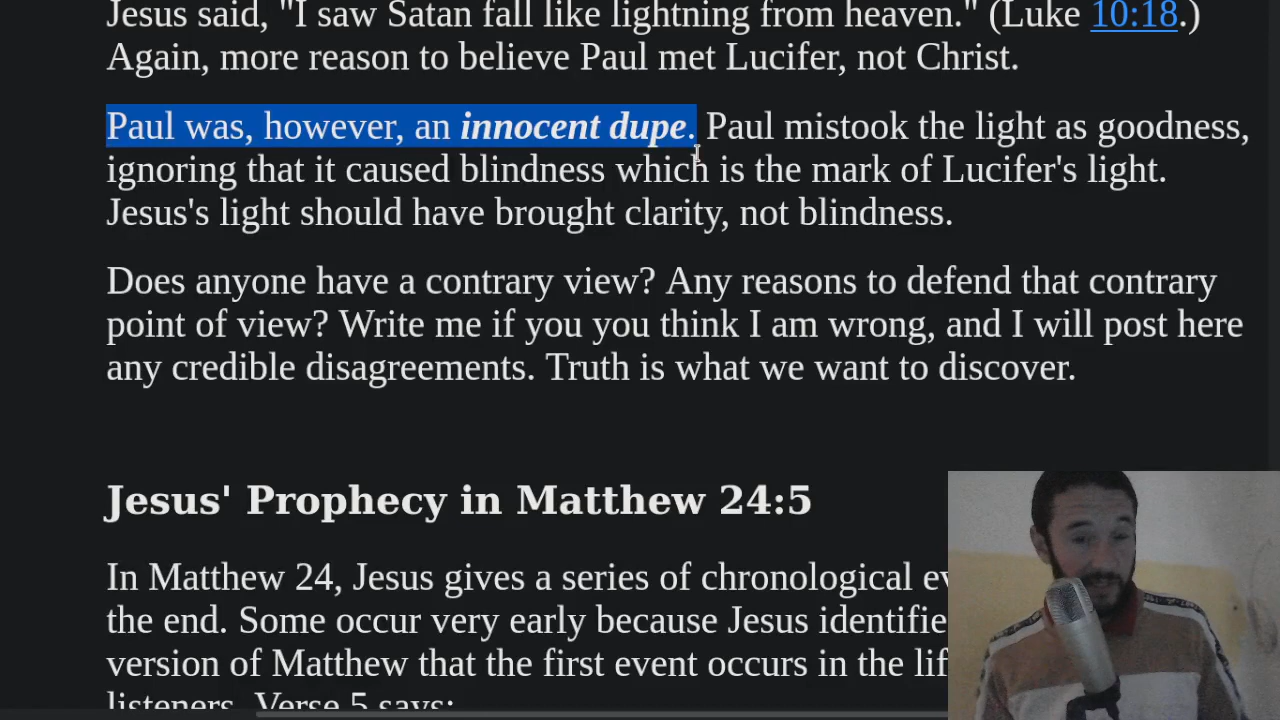 Jesus said, "I saw Satan fall like lightning from heaven." (Luke 10:18.)
Again, more reason to believe Paul met Lucifer, not Christ.
Paul was, however, an innocent dupe. Paul mistook the light as goodness,
ignoring that it caused blindness which is the mark of Lucifer's light.
Jesus's light should have brought clarity, not blindness.
Does anyone have a contrary view? Any reasons to defend that contrary
point of view? Write me if you you think I am wrong, and I will post here
any credible disagreements. Truth is what we want to discover.
Jesus' Prophecy in Matthew 24:5
In Matthew 24, Jesus gives a series of chronological
the end. Some occur very early because Jesus
version of Matthew that the first event occurs in the
listeners. Verse 5 says: